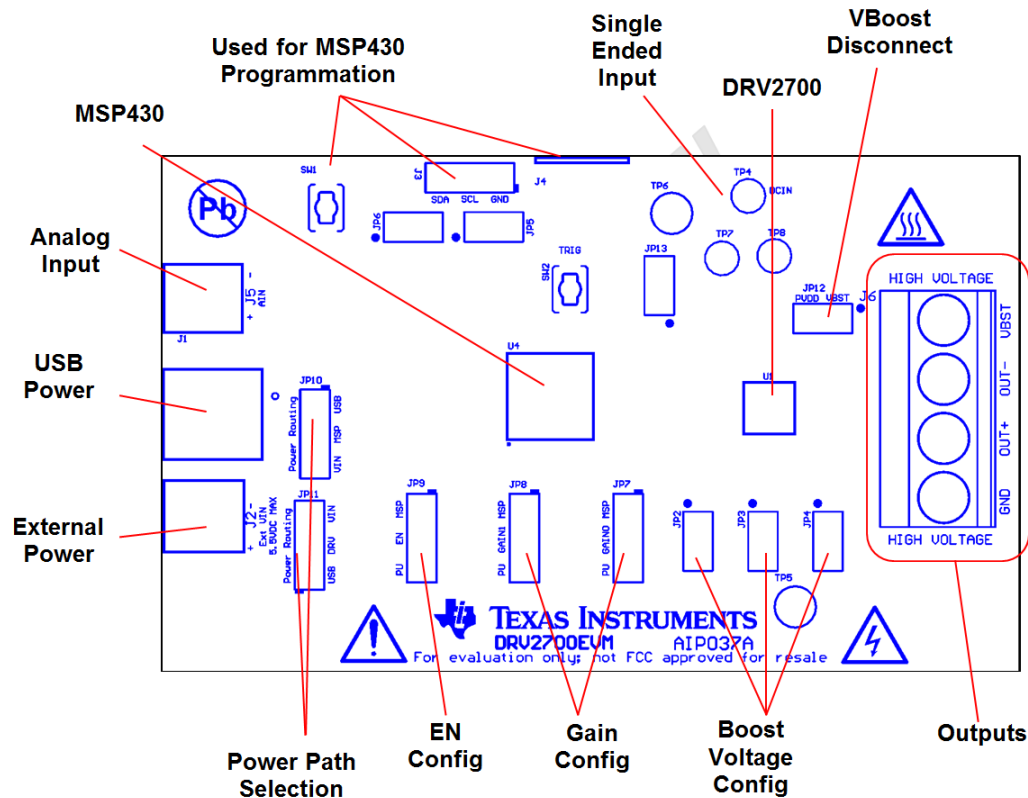 Used for MSP430
Programmation
Single
Ended
Input
VBoost
Disconnect
DRV2700
MSP430
SW1
J3
J4
SDA SCL GND
JP6
JP5
TP6
TP4
DCIN
TP7
TP8
Pb
Analog
Input
J5 -
+ AIN
J1
TRIG
SW2
JP13
JP12
PVDD VBST
J6
HIGH VOLTAGE
VBST
OUT-
OUT+
GND
HIGH VOLTAGE
USB
Power
JP10
Power Routing
VIN MSP USB
U4
U1
External
Power
J2-
+ Ext VIN
5.5VDC MAX
JP11
Power Routing
USB DRV VIN
JP9
PU EN MSP
JP8
PU GAIN1 MSP
JP7
PU GAIN0 MSP
JP2
JP3
JP4
TP5
TEXAS INSTRUMENTS
DRV2700EVM AIP037A
For evaluation only; not FCC approved for resale
Power Path
Selection
EN
Config
Gain
Config
Boost
Voltage
Config
Outputs